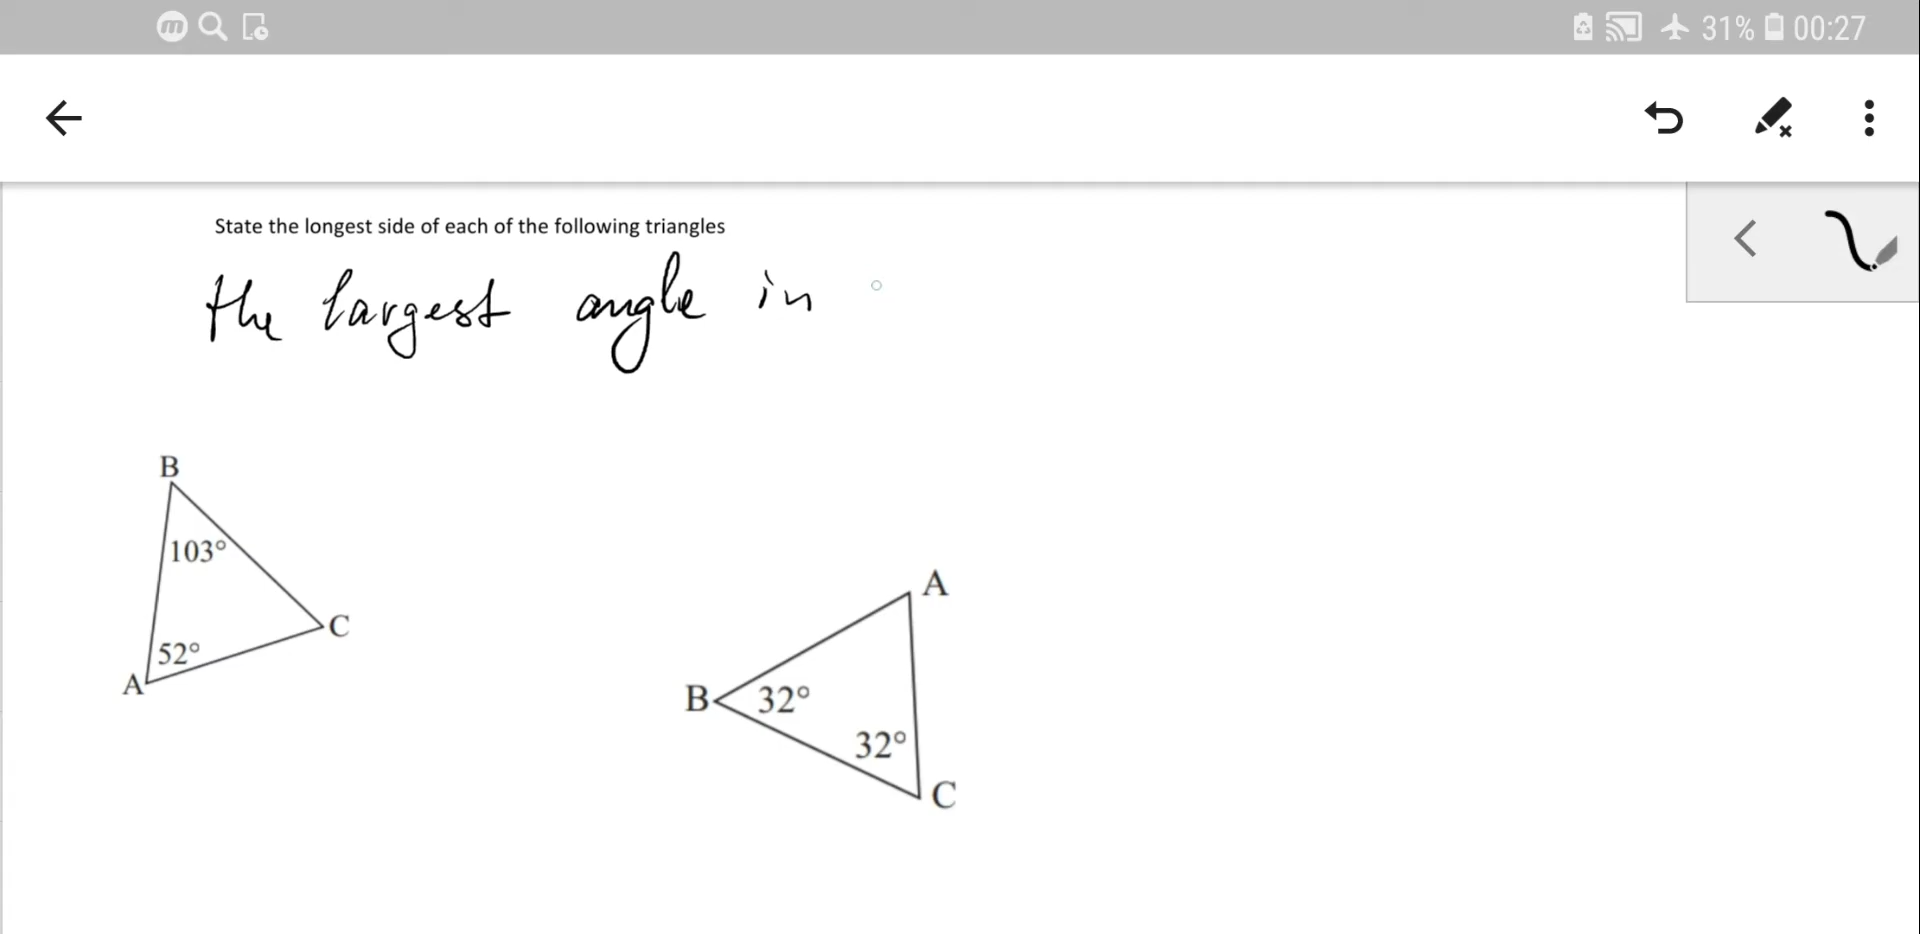 31% 00:27
State the longest side of each of the following triangles
the largest angle in
B
103°
C
52°
A
A
B 32°
32°
C